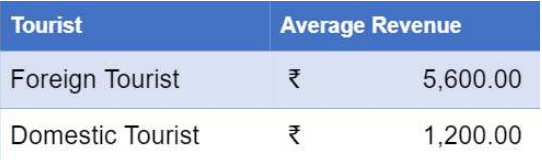 Tourist Average Revenue
Foreign Tourist ₹ 5,600.00
Domestic Tourist ₹ 1,200.00